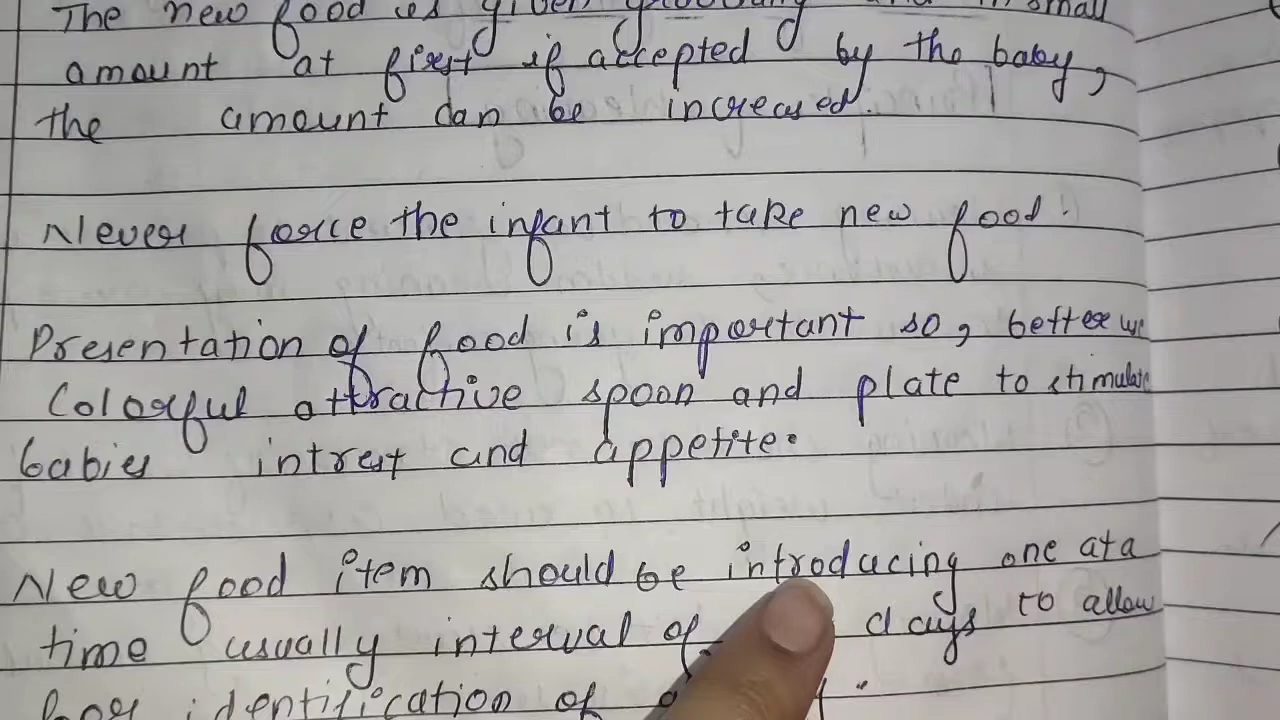 The new food is given gradually and in small
amount at first if accepted by the baby,
the amount can be increased.
Never force the infant to take new food.
Presentation of food is important so, better use
Colorful attractive spoon and plate to stimulate
babies intrest and appetite.
New food item should be introducing one at a
time usually interval of days to allow
for identification of